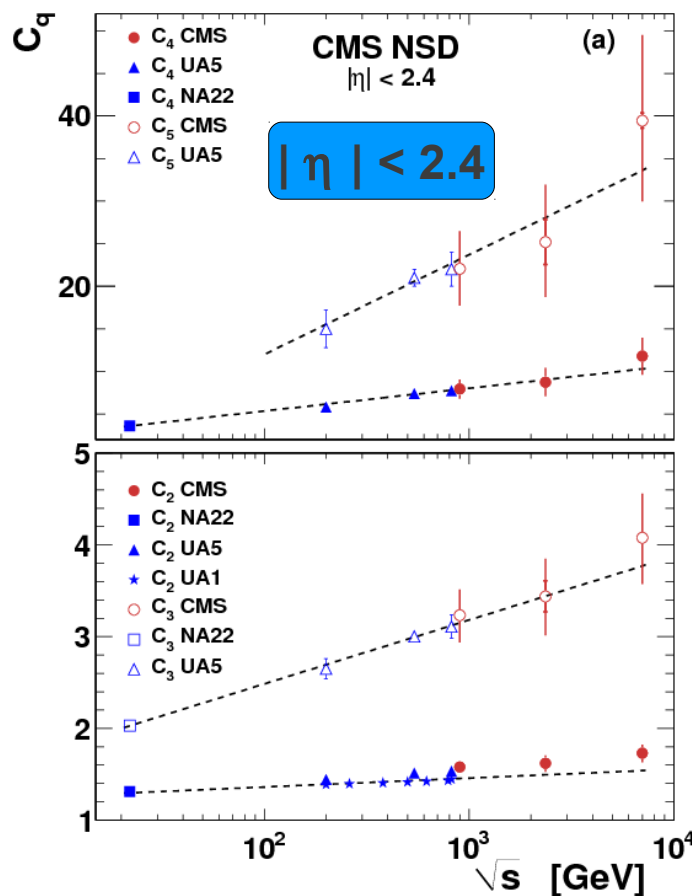 C_q
C_4 CMS
C_4 UA5
C_4 NA22
C_5 CMS
C_5 UA5
CMS NSD
|η| < 2.4
(a)
| η | < 2.4
40
20
5
4
3
2
1
C_2 CMS
C_2 NA22
C_2 UA5
C_2 UA1
C_3 CMS
C_3 NA22
C_3 UA5
10^2
10^3
10^4
√s [GeV]